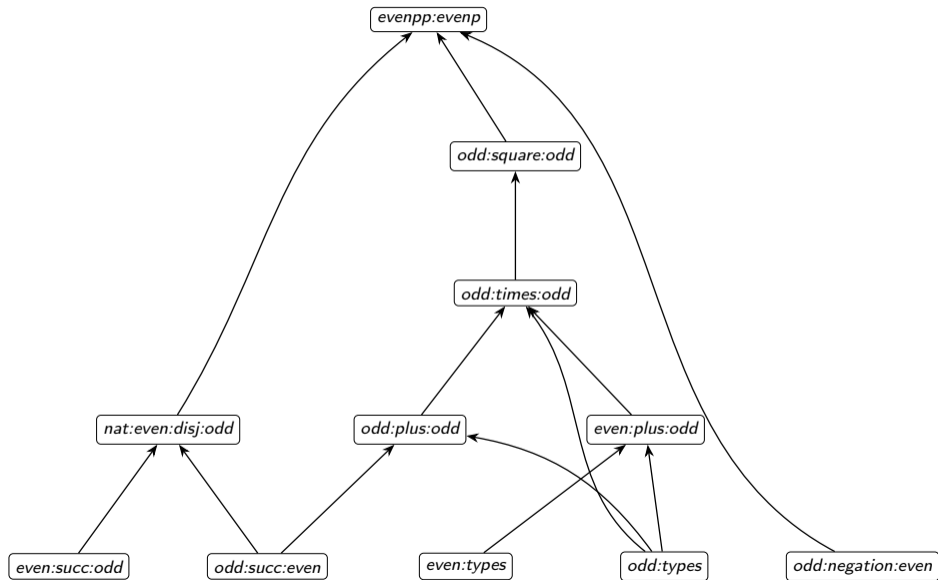 evenpp:evenp
odd:square:odd
odd:times:odd
nat:even:disj:odd
odd:plus:odd
even:plus:odd
even:succ:odd
odd:succ:even
even:types
odd:types
odd:negation:even